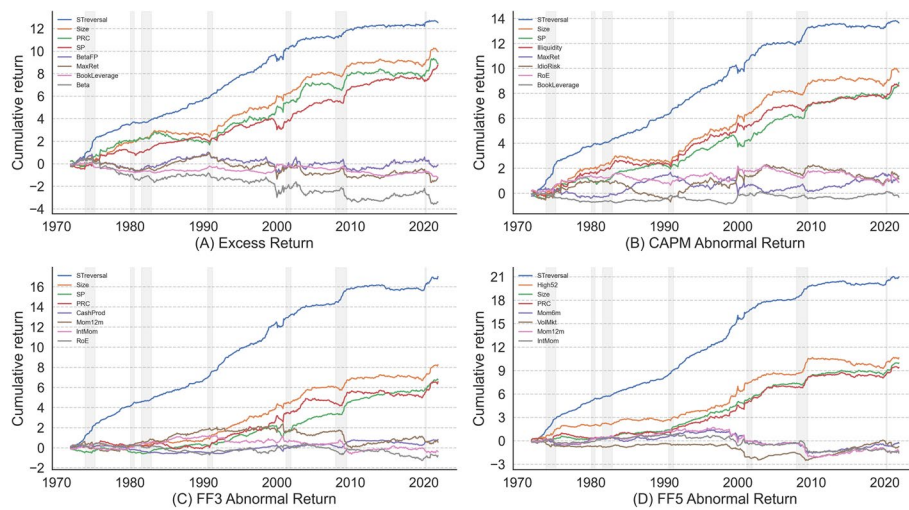 Cumulative return
12
10
8
6
4
2
0
−2
−4
STreversal
Size
PRC
SP
BetaFP
MaxRet
BookLeverage
Beta
1970
1980
1990
2000
2010
2020
(A) Excess Return
Cumulative return
14
12
10
8
6
4
2
0
STreversal
Size
SP
Illiquidity
MaxRet
IdioRisk
RoE
BookLeverage
1970
1980
1990
2000
2010
2020
(B) CAPM Abnormal Return
Cumulative return
16
14
12
10
8
6
4
2
0
−2
STreversal
Size
SP
PRC
CashProd
Mom12m
IntMom
RoE
1970
1980
1990
2000
2010
2020
(C) FF3 Abnormal Return
Cumulative return
21
18
15
12
9
6
3
0
−3
STreversal
High52
Size
PRC
Mom6m
VolMkt
Mom12m
IntMom
1970
1980
1990
2000
2010
2020
(D) FF5 Abnormal Return